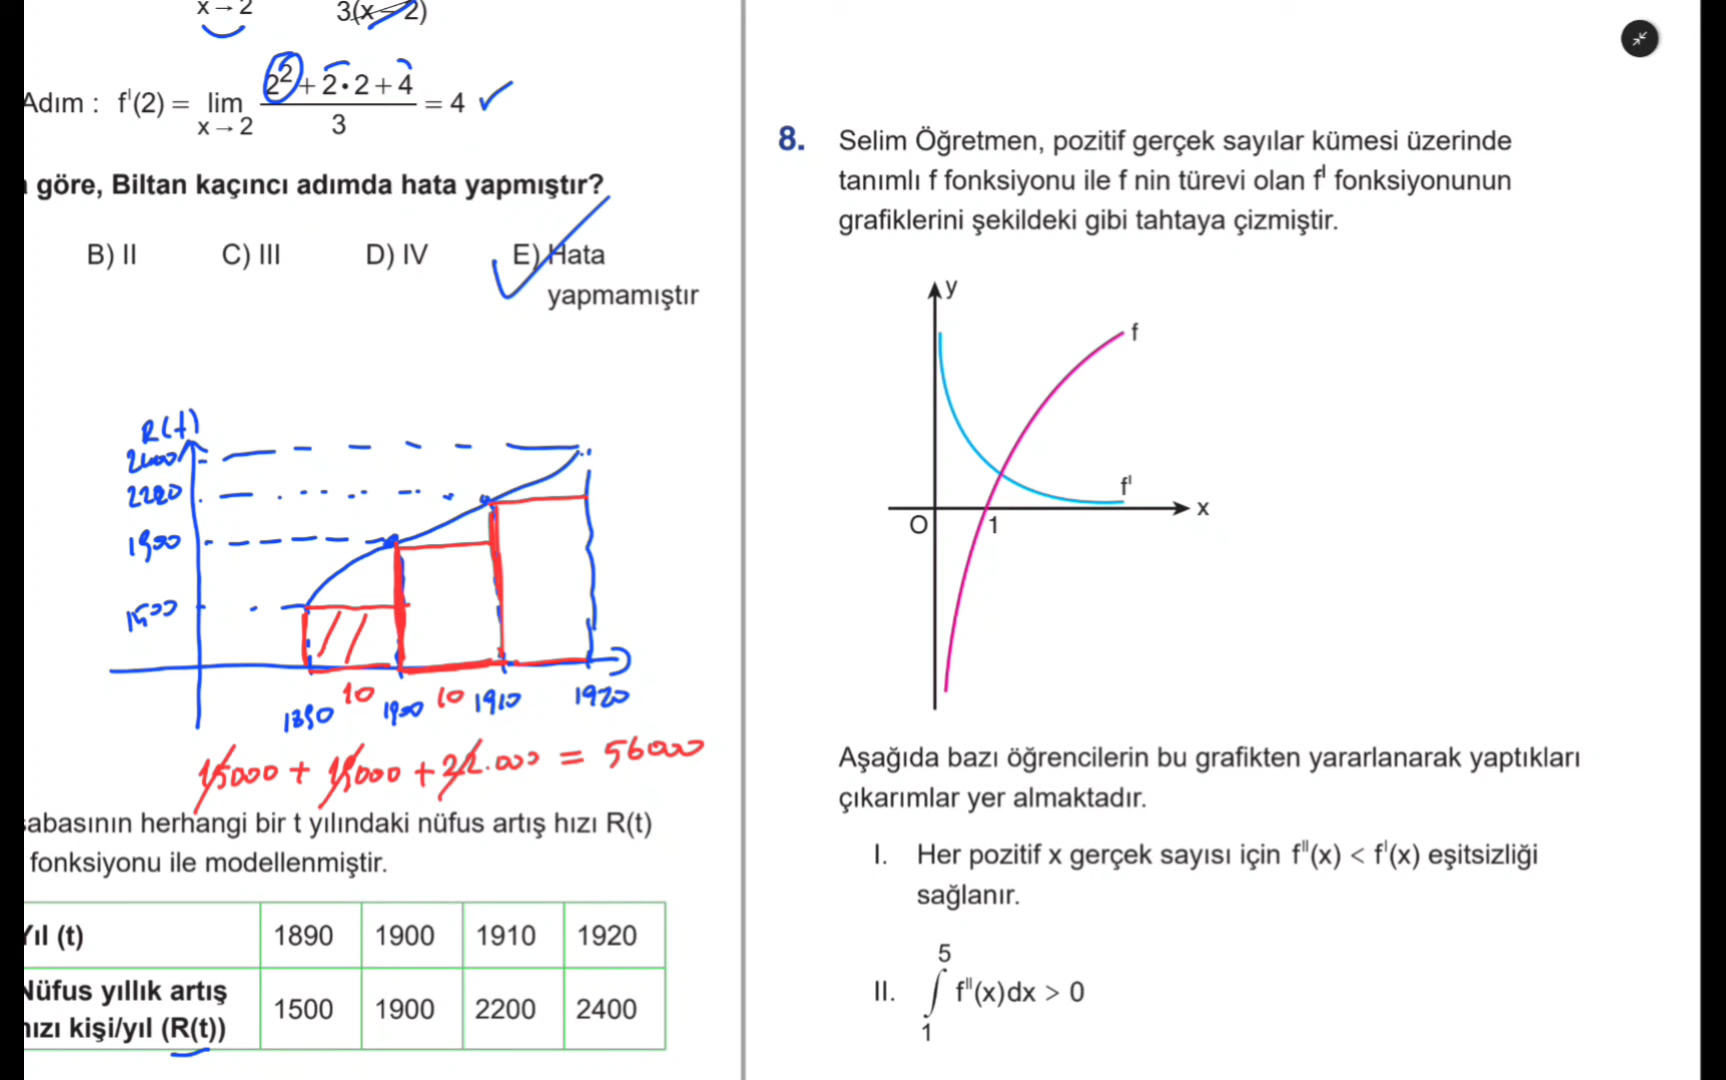 x → 2
3(x − 2)
Adım : f'(2) = lim 2² + 2 · 2 + 4 = 4
x → 2
3
göre, Biltan kaçıncı adımda hata yapmıştır?
B) II
C) III
D) IV
E) Hata
yapmamıştır
R(t)
2400
2200
1900
1500
10
10
1890
1900
1910
1920
15000 + 19000 + 22.000 = 56000
abasının herhangi bir t yılındaki nüfus artış hızı R(t)
fonksiyonu ile modellenmiştir.
Yıl (t) 1890 1900 1910 1920
Nüfus yıllık artış
hızı kişi/yıl (R(t)) 1500 1900 2200 2400
8. Selim Öğretmen, pozitif gerçek sayılar kümesi üzerinde
tanımlı f fonksiyonu ile f nin türevi olan f' fonksiyonunun
grafiklerini şekildeki gibi tahtaya çizmiştir.
y
f
f'
x
O
1
Aşağıda bazı öğrencilerin bu grafikten yararlanarak yaptıkları
çıkarımlar yer almaktadır.
I. Her pozitif x gerçek sayısı için f''(x) < f'(x) eşitsizliği
sağlanır.
5
II. ∫ f''(x)dx > 0
1